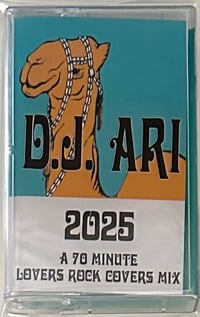 D.J. ARI
2025
A 70 MINUTE
LOVERS ROCK COVERS MIX